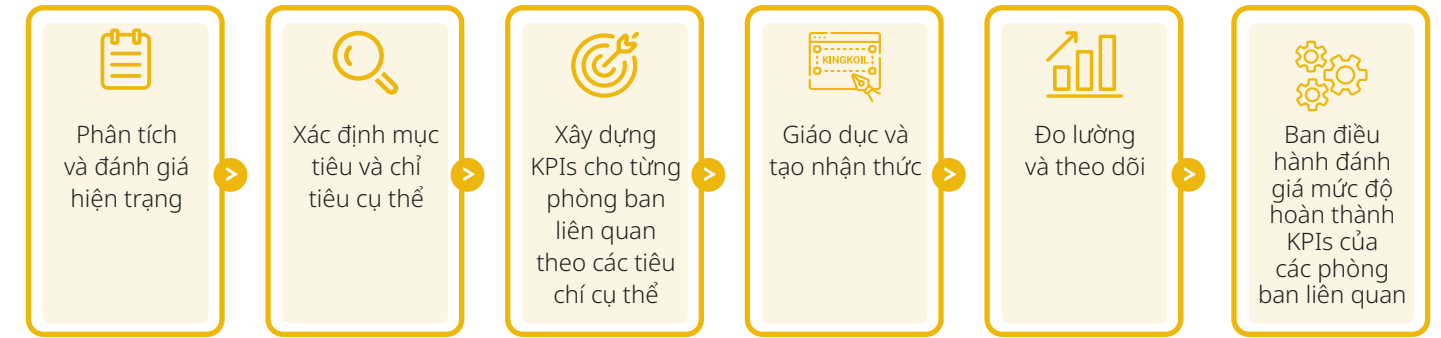 Phân tích
và đánh giá
hiện trạng
Xác định mục
tiêu và chỉ
tiêu cụ thể
Xây dựng
KPIs cho từng
phòng ban
liên quan
theo các tiêu
chí cụ thể
KINGKOIL
Giáo dục và
tạo nhận thức
Đo lường
và theo dõi
Ban điều
hành đánh
giá mức độ
hoàn thành
KPIs của
các phòng
ban liên quan